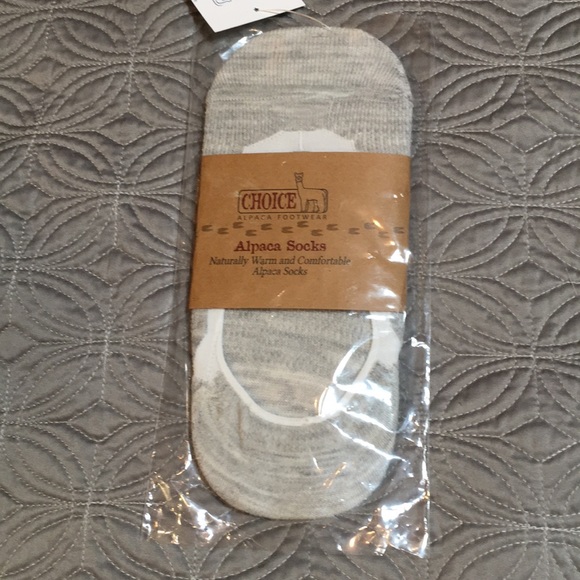 CHOICE
ALPACA FOOTWEAR
Alpaca Socks
Naturally Warm and Comfortable
Alpaca Socks